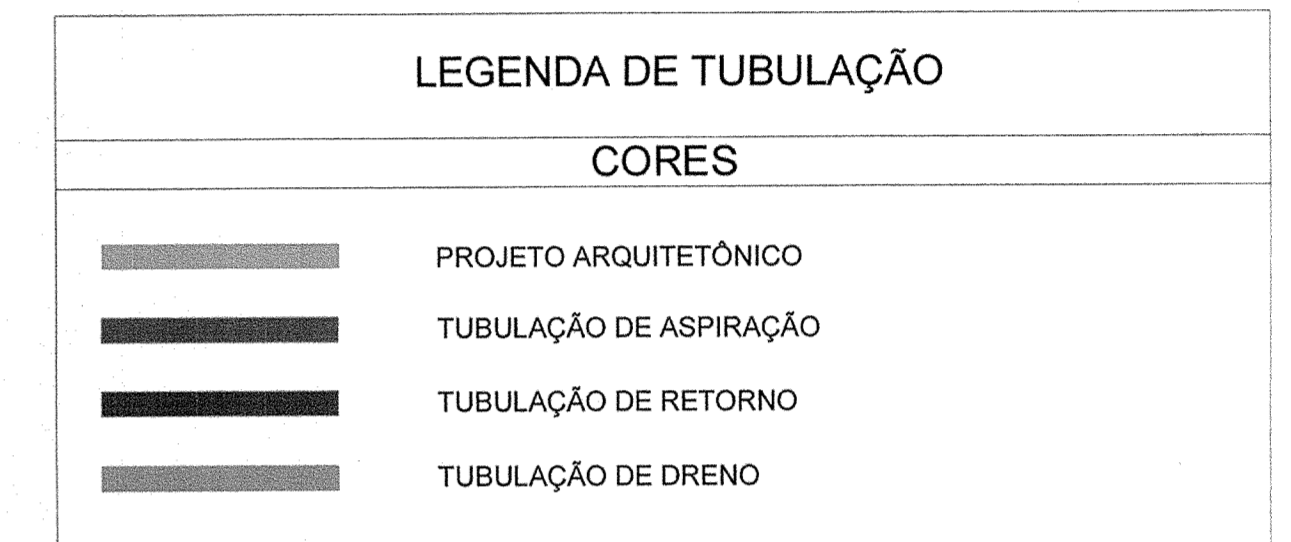 LEGENDA DE TUBULAÇÃO
CORES
PROJETO ARQUITETÔNICO
TUBULAÇÃO DE ASPIRAÇÃO
TUBULAÇÃO DE RETORNO
TUBULAÇÃO DE DRENO